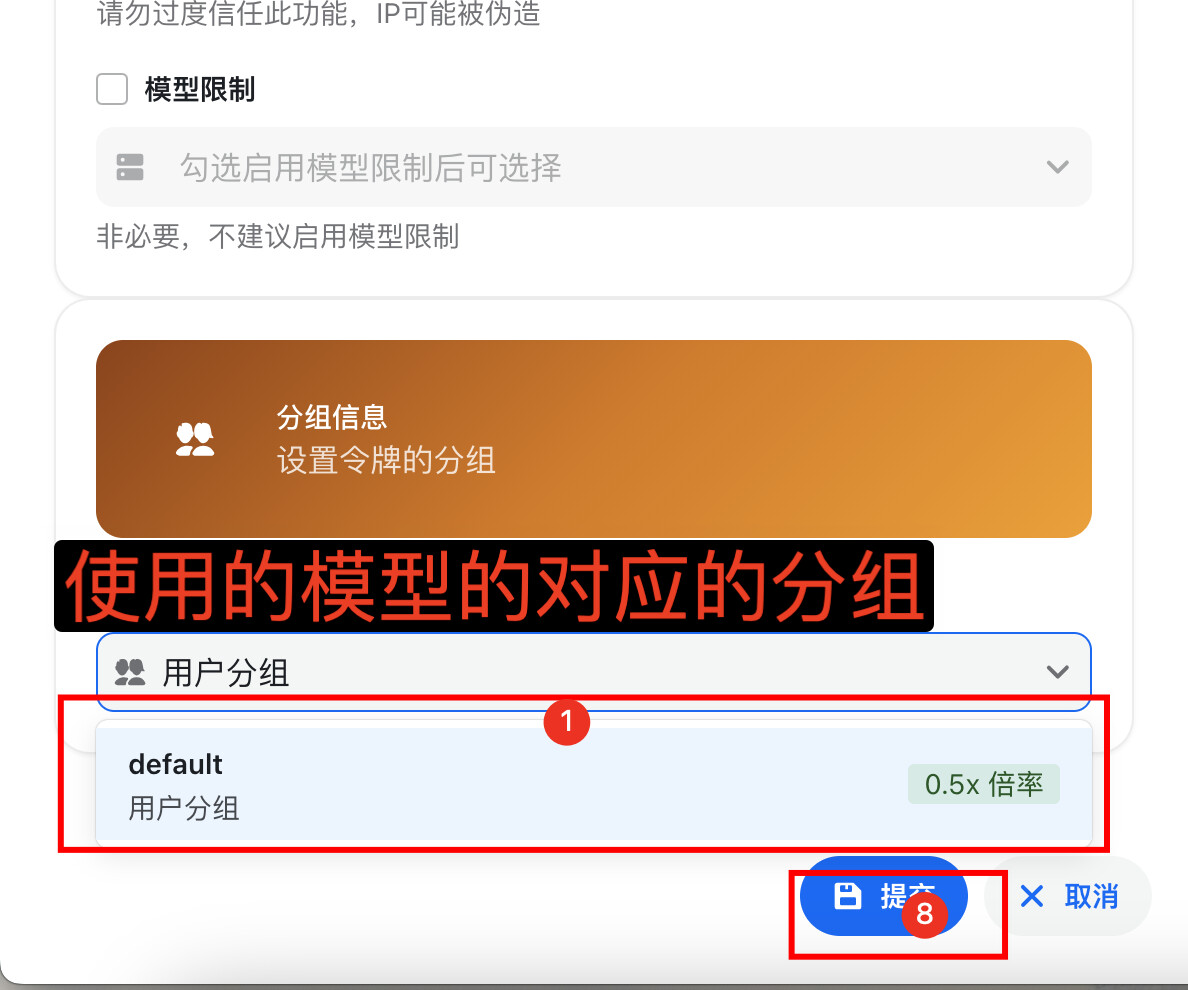 请勿过度信任此功能，IP可能被伪造
模型限制
勾选启用模型限制后可选择
非必要，不建议启用模型限制
分组信息
设置令牌的分组
使用的模型的对应的分组
用户分组
1
default
0.5x 倍率
用户分组
提交
8
取消